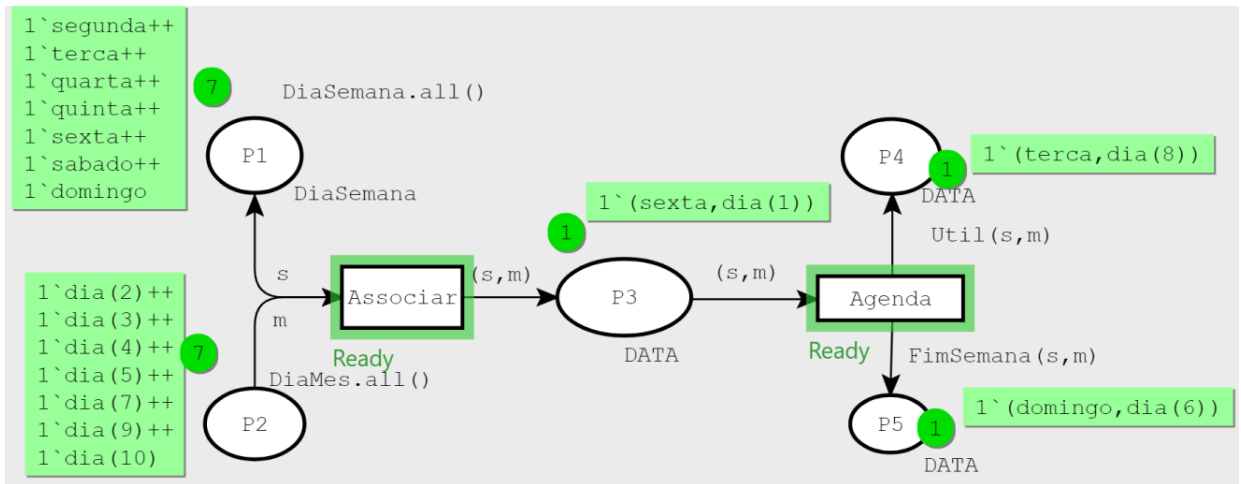 1`segunda++
1`terca++
1`quarta++
1`quinta++
1`sexta++
1`sabado++
1`domingo
7
DiaSemana.all()
P1
DiaSemana
1`dia(2)++
1`dia(3)++
1`dia(4)++
1`dia(5)++
1`dia(7)++
1`dia(9)++
1`dia(10)
7
s
m
Associar
Ready
DiaMes.all()
P2
(s,m)
1`(sexta,dia(1))
1
P3
DATA
(s,m)
Agenda
Ready
P4
1
1`(terca,dia(8))
DATA
Util(s,m)
FimSemana(s,m)
P5
1
1`(domingo,dia(6))
DATA